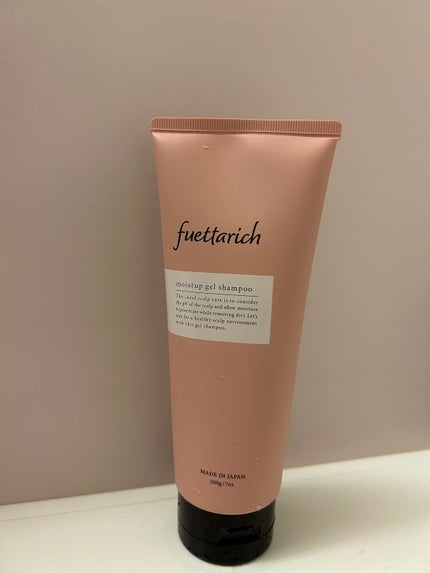 fuettarich
moistup gel shampoo
The ideal scalp care is to consider
the pH of the scalp and allow moisture
to penetrate while removing dirt. Let's
aim for a healthy scalp environment
with this gel shampoo.
MADE IN JAPAN
200g/7oz